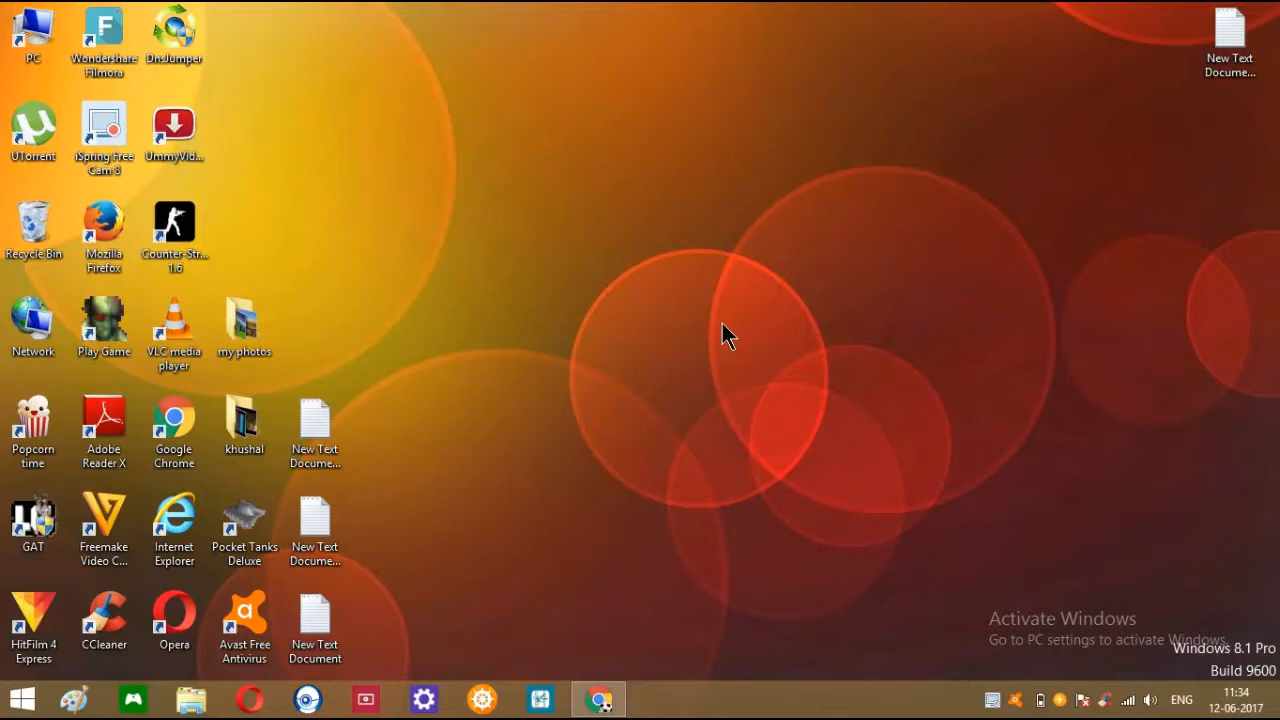 PC
Wondershare
Filmora
DnsJumper
New Text
Docume...
UTorrent
iSpring Free
Cam 8
UmmyVid...
Recycle Bin
Mozilla
Firefox
Counter-Str...
1.6
Network
Play Game
VLC media
player
my photos
Popcorn
time
Adobe
Reader X
Google
Chrome
khushal
New Text
Docume...
GAT
Freemake
Video C...
Internet
Explorer
Pocket Tanks
Deluxe
New Text
Docume...
HitFilm 4
Express
CCleaner
Opera
Avast Free
Antivirus
New Text
Document
Activate Windows
Go to PC settings to activate Windows.
Windows 8.1 Pro
Build 9600
ENG
11:34
12-06-2017